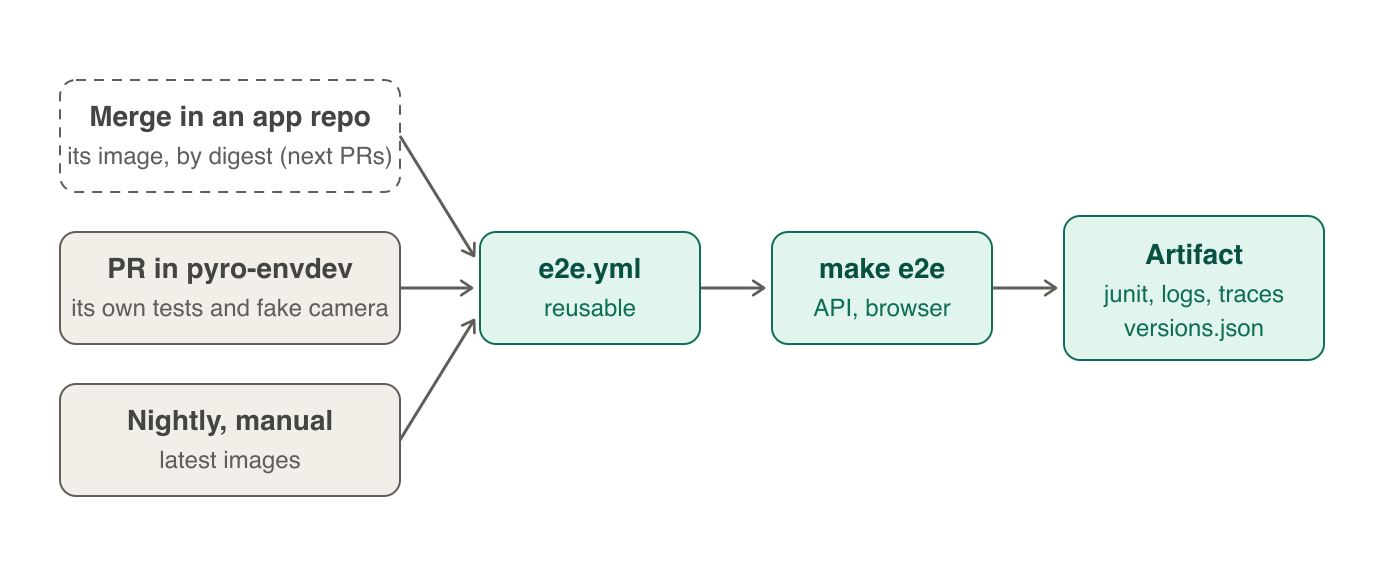 Merge in an app repo
its image, by digest (next PRs)
PR in pyro-envdev
its own tests and fake camera
Nightly, manual
latest images
e2e.yml
reusable
make e2e
API, browser
Artifact
junit, logs, traces
versions.json